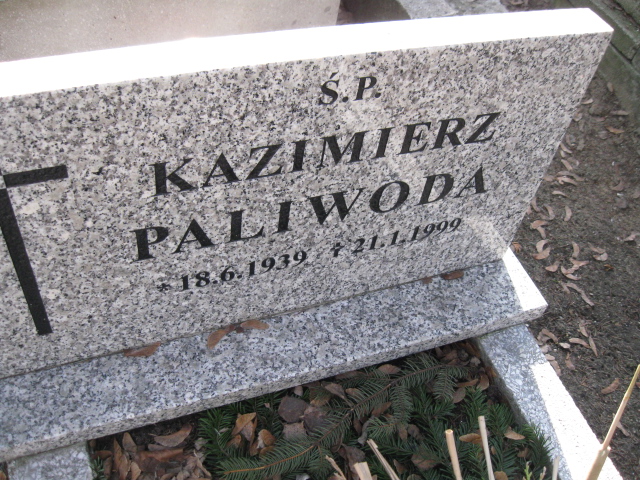 Ś.P.
KAZIMIERZ
PALIWODA
* 18.6.1939 ✝ 21.1.1999